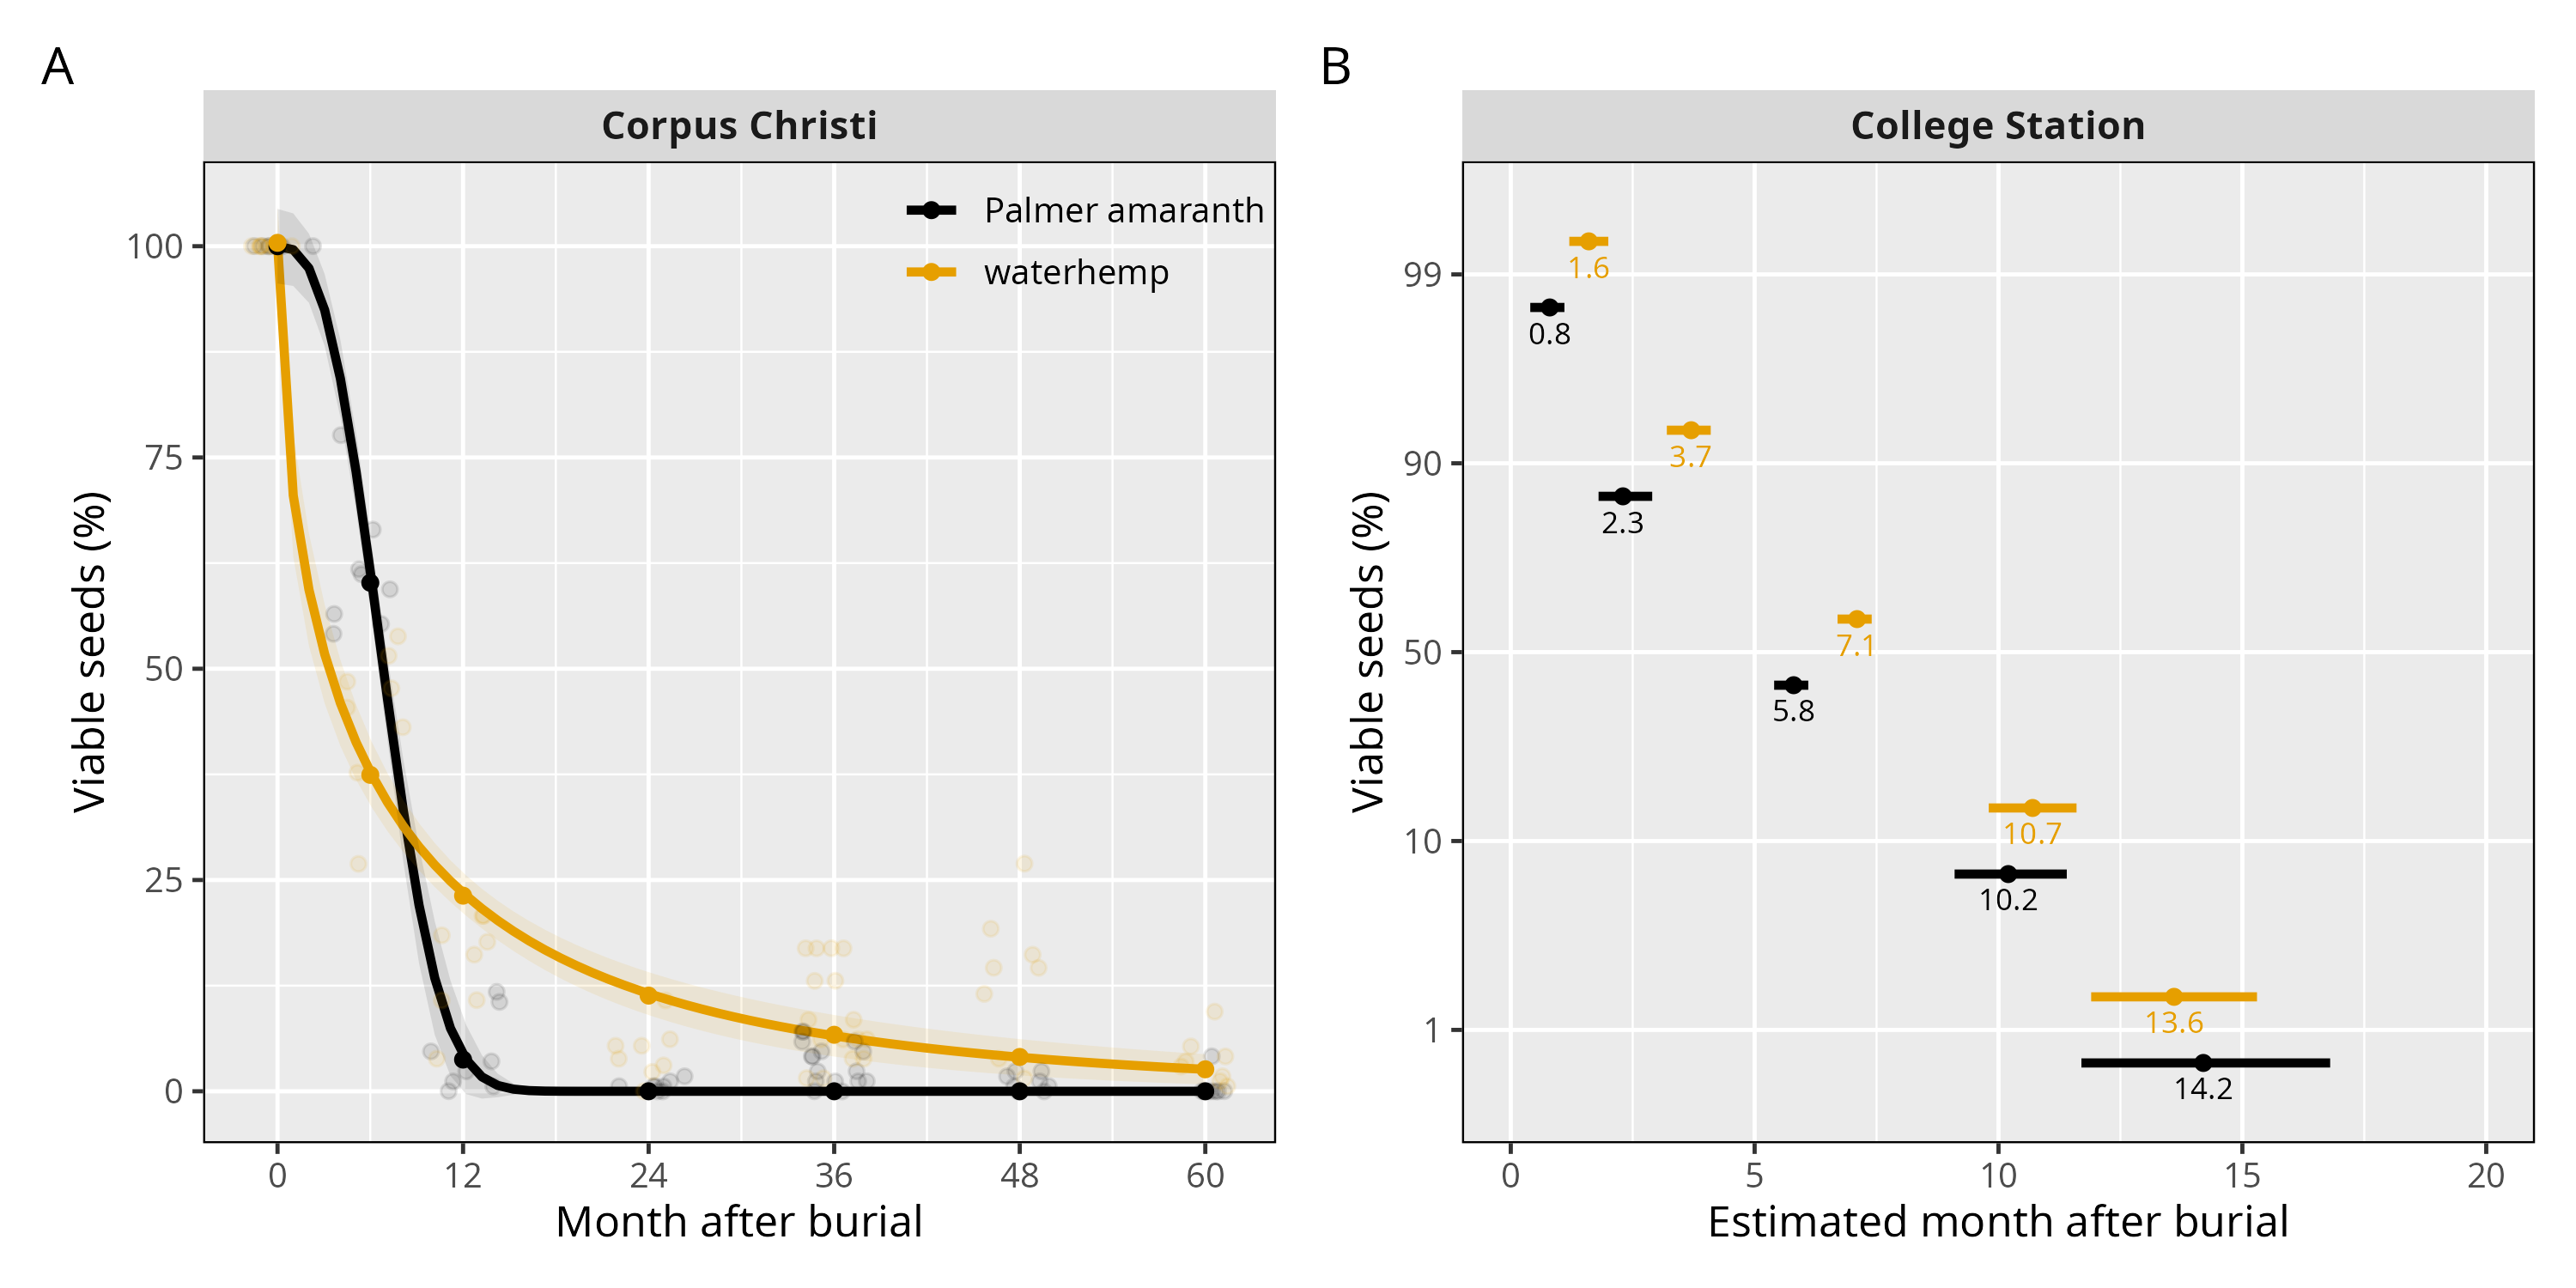 A
Corpus Christi
Palmer amaranth
waterhemp
100
75
50
25
0
Viable seeds (%)
0 12 24 36 48 60
Month after burial
B
College Station
99
90
50
10
1
Viable seeds (%)
1.6
0.8
3.7
2.3
7.1
5.8
10.7
10.2
13.6
14.2
0 5 10 15 20
Estimated month after burial